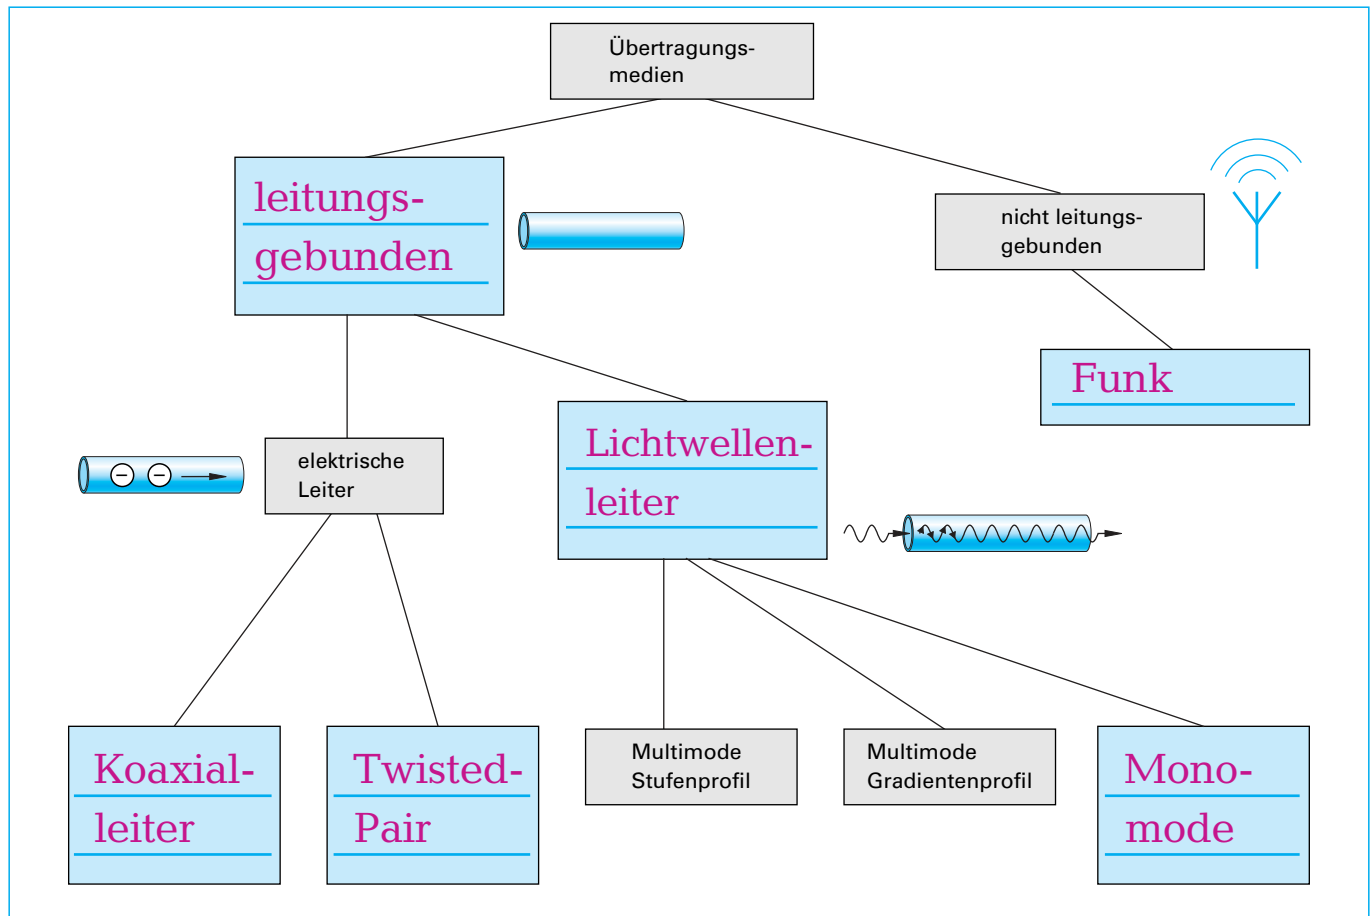 Übertragungs-
medien
leitungs-
gebunden
nicht leitungs-
gebunden
Funk
elektrische
Leiter
Lichtwellen-
leiter
Koaxial-
leiter
Twisted-
Pair
Multimode
Stufenprofil
Multimode
Gradientenprofil
Mono-
mode